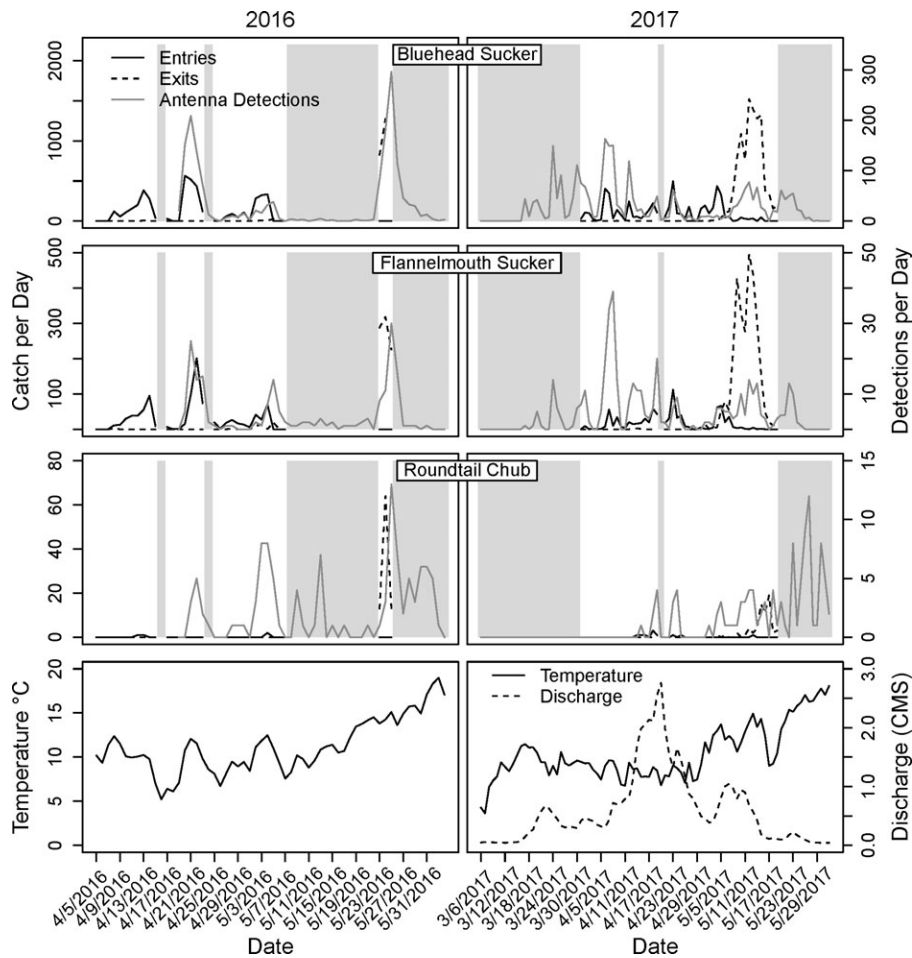 2016 2017
Bluehead Sucker
Entries
Exits
Antenna Detections
0 1000 2000
0 100 200 300
Flannelmouth Sucker
100 300 500
0 10 30 50
Catch per Day
Detections per Day
Roundtail Chub
0 20 40 60 80
0 5 10 15
Temperature
Discharge
Temperature °C
0 5 10 15 20
0.0 1.0 2.0 3.0
Discharge (CMS)
4/5/2016 4/9/2016 4/13/2016 4/17/2016 4/21/2016 4/25/2016 4/29/2016 5/3/2016 5/7/2016 5/11/2016 5/15/2016 5/19/2016 5/23/2016 5/27/2016 5/31/2016
3/6/2017 3/12/2017 3/18/2017 3/24/2017 3/30/2017 4/5/2017 4/11/2017 4/17/2017 4/23/2017 4/29/2017 5/5/2017 5/11/2017 5/17/2017 5/23/2017 5/29/2017
Date Date